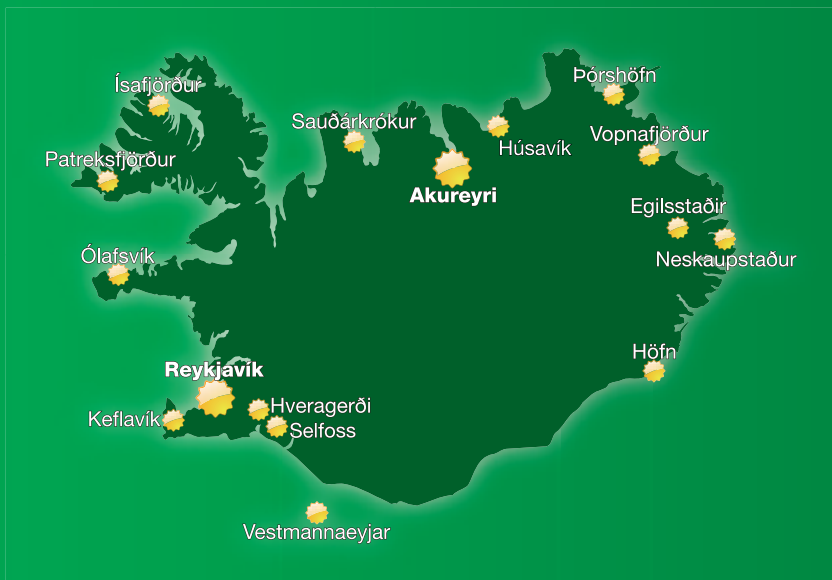 Ísafjörður
Þórshöfn
Sauðárkrókur
Vopnafjörður
Húsavík
Patreksfjörður
Akureyri
Egilsstaðir
Ólafsvík
Neskaupstaður
Höfn
Reykjavík
Hveragerði
Keflavík
Selfoss
Vestmannaeyjar